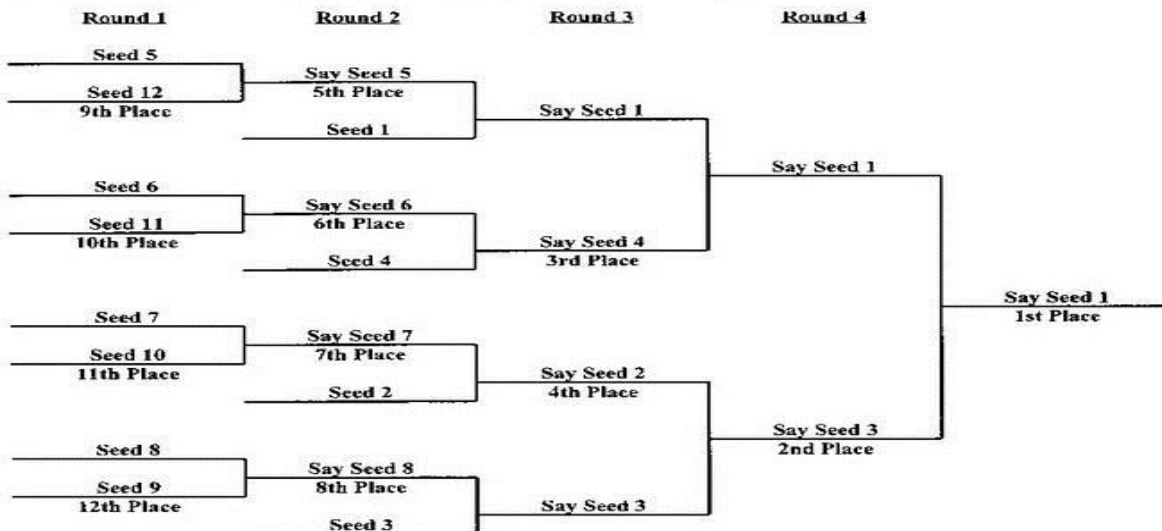 Round 1 Round 2 Round 3 Round 4
Seed 5
Say Seed 5
Seed 12
5th Place
9th Place
Say Seed 1
Seed 1
Say Seed 1
Seed 6
Say Seed 6
Seed 11
6th Place
10th Place
Say Seed 4
3rd Place
Seed 4
Say Seed 1
1st Place
Seed 7
Say Seed 7
Seed 10
7th Place
11th Place
Say Seed 2
4th Place
Seed 2
Say Seed 3
2nd Place
Seed 8
Say Seed 8
Seed 9
8th Place
12th Place
Say Seed 3
Seed 3